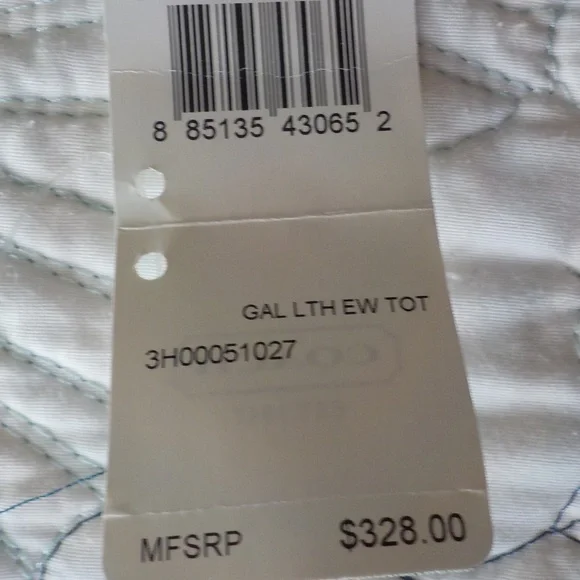 8 85135 43065 2
GAL LTH EW TOT
3H00051027
MFSRP $328.00